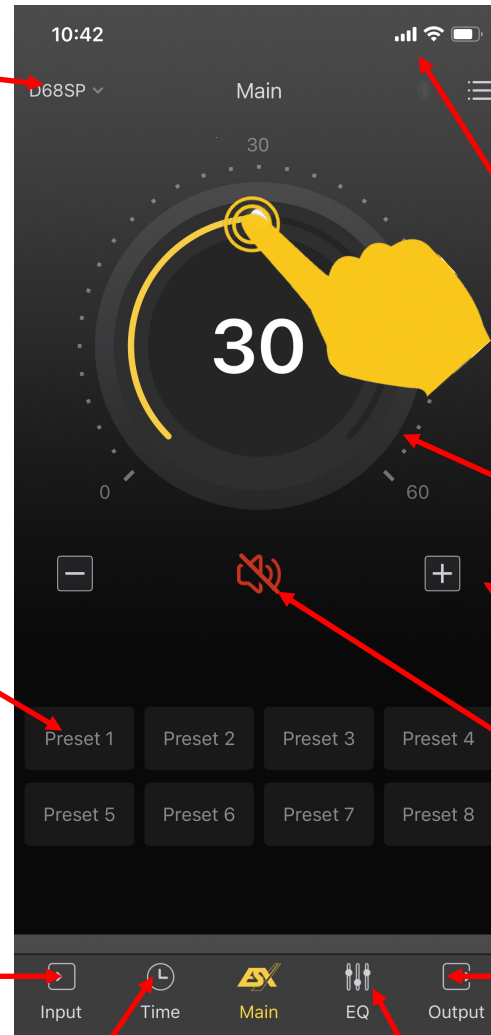 10:42
D68SP
Main
30
30
0
60
Preset 1 Preset 2 Preset 3 Preset 4
Preset 5 Preset 6 Preset 7 Preset 8
ESX
Input Time Main EQ Output